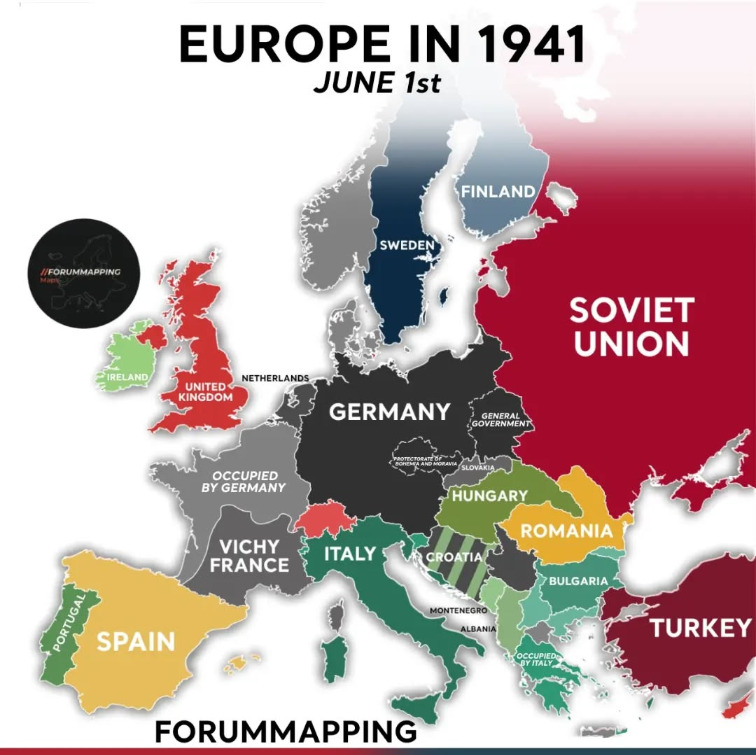 EUROPE IN 1941
JUNE 1st
FINLAND
SWEDEN
//FORUMMAPPING
Maps
SOVIET
UNION
IRELAND
UNITED
KINGDOM
NETHERLANDS
GERMANY
GENERAL
GOVERNMENT
PROTECTORATE OF
BOHEMIA AND MORAVIA
SLOVAKIA
OCCUPIED
BY GERMANY
HUNGARY
ROMANIA
VICHY
FRANCE
ITALY
CROATIA
BULGARIA
MONTENEGRO
ALBANIA
PORTUGAL
SPAIN
TURKEY
OCCUPIED
BY ITALY
FORUMMAPPING